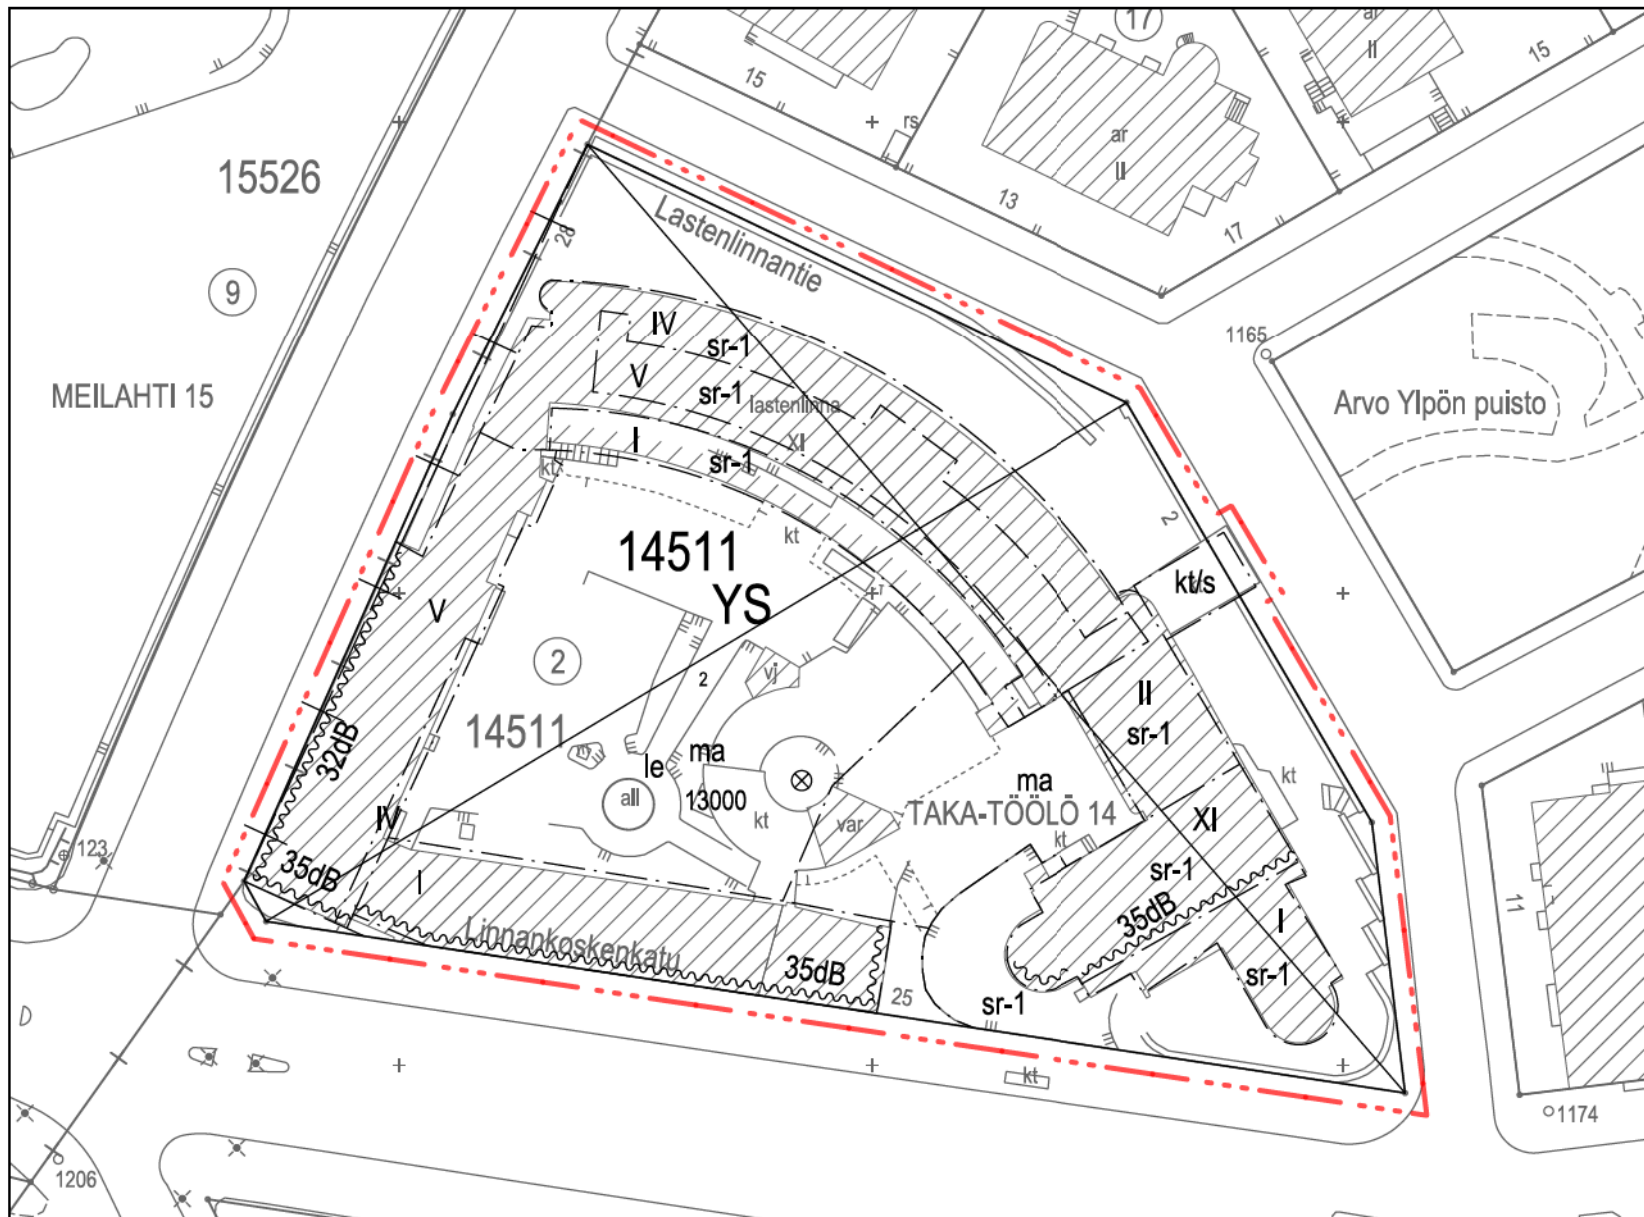 17
ar
II
15
15
rs
ar
II
13
17
15526
28
Lastenlinnantie
9
MEILAHTI 15
IV
sr-1
V
sr-1
lastenlinna
XI
I
sr-1
kt
kt
1165
Arvo Ylpön puisto
2
14511
YS
kt/s
V
2
vj
2
II
sr-1
14511
32dB
le
ma
13000
all
kt
var
ma
TAKA-TÖÖLÖ 14
kt
kt
XI
sr-1
35dB
IV
I
35dB
123
Linnankoskenkatu
35dB
25
sr-1
I
sr-1
11
kt
1174
1206